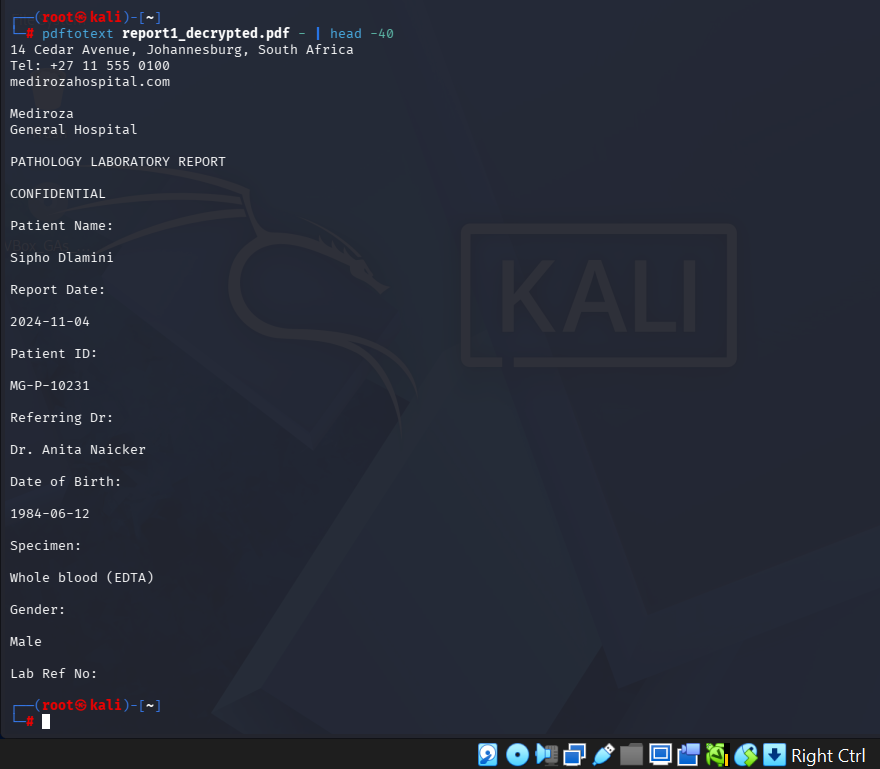 ┌──(root㉿kali)-[~]
└─# pdftotext report1_decrypted.pdf - | head -40
14 Cedar Avenue, Johannesburg, South Africa
Tel: +27 11 555 0100
medirozahospital.com
Mediroza
General Hospital
PATHOLOGY LABORATORY REPORT
CONFIDENTIAL
Patient Name:
Sipho Dlamini
Report Date:
2024-11-04
Patient ID:
MG-P-10231
Referring Dr:
Dr. Anita Naicker
Date of Birth:
1984-06-12
Specimen:
Whole blood (EDTA)
Gender:
Male
Lab Ref No:
┌──(root㉿kali)-[~]
└─#
KALI
Right Ctrl